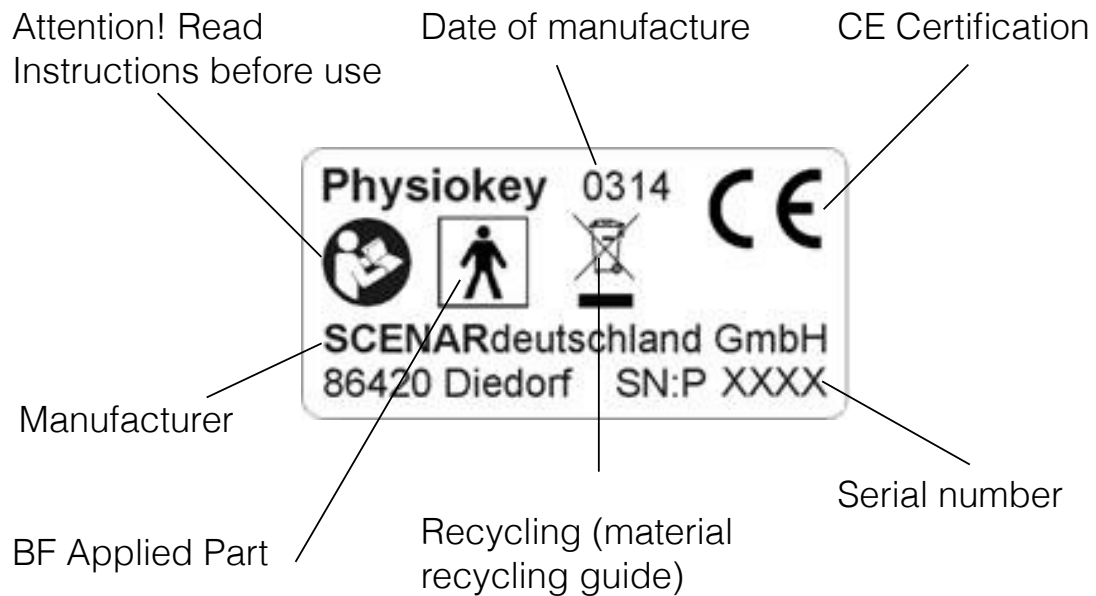 Attention! Read
Instructions before use
Date of manufacture
CE Certification
Physiokey 0314 CE
SCENARdeutschland GmbH
86420 Diedorf SN:P XXXX
Manufacturer
Serial number
BF Applied Part
Recycling (material
recycling guide)